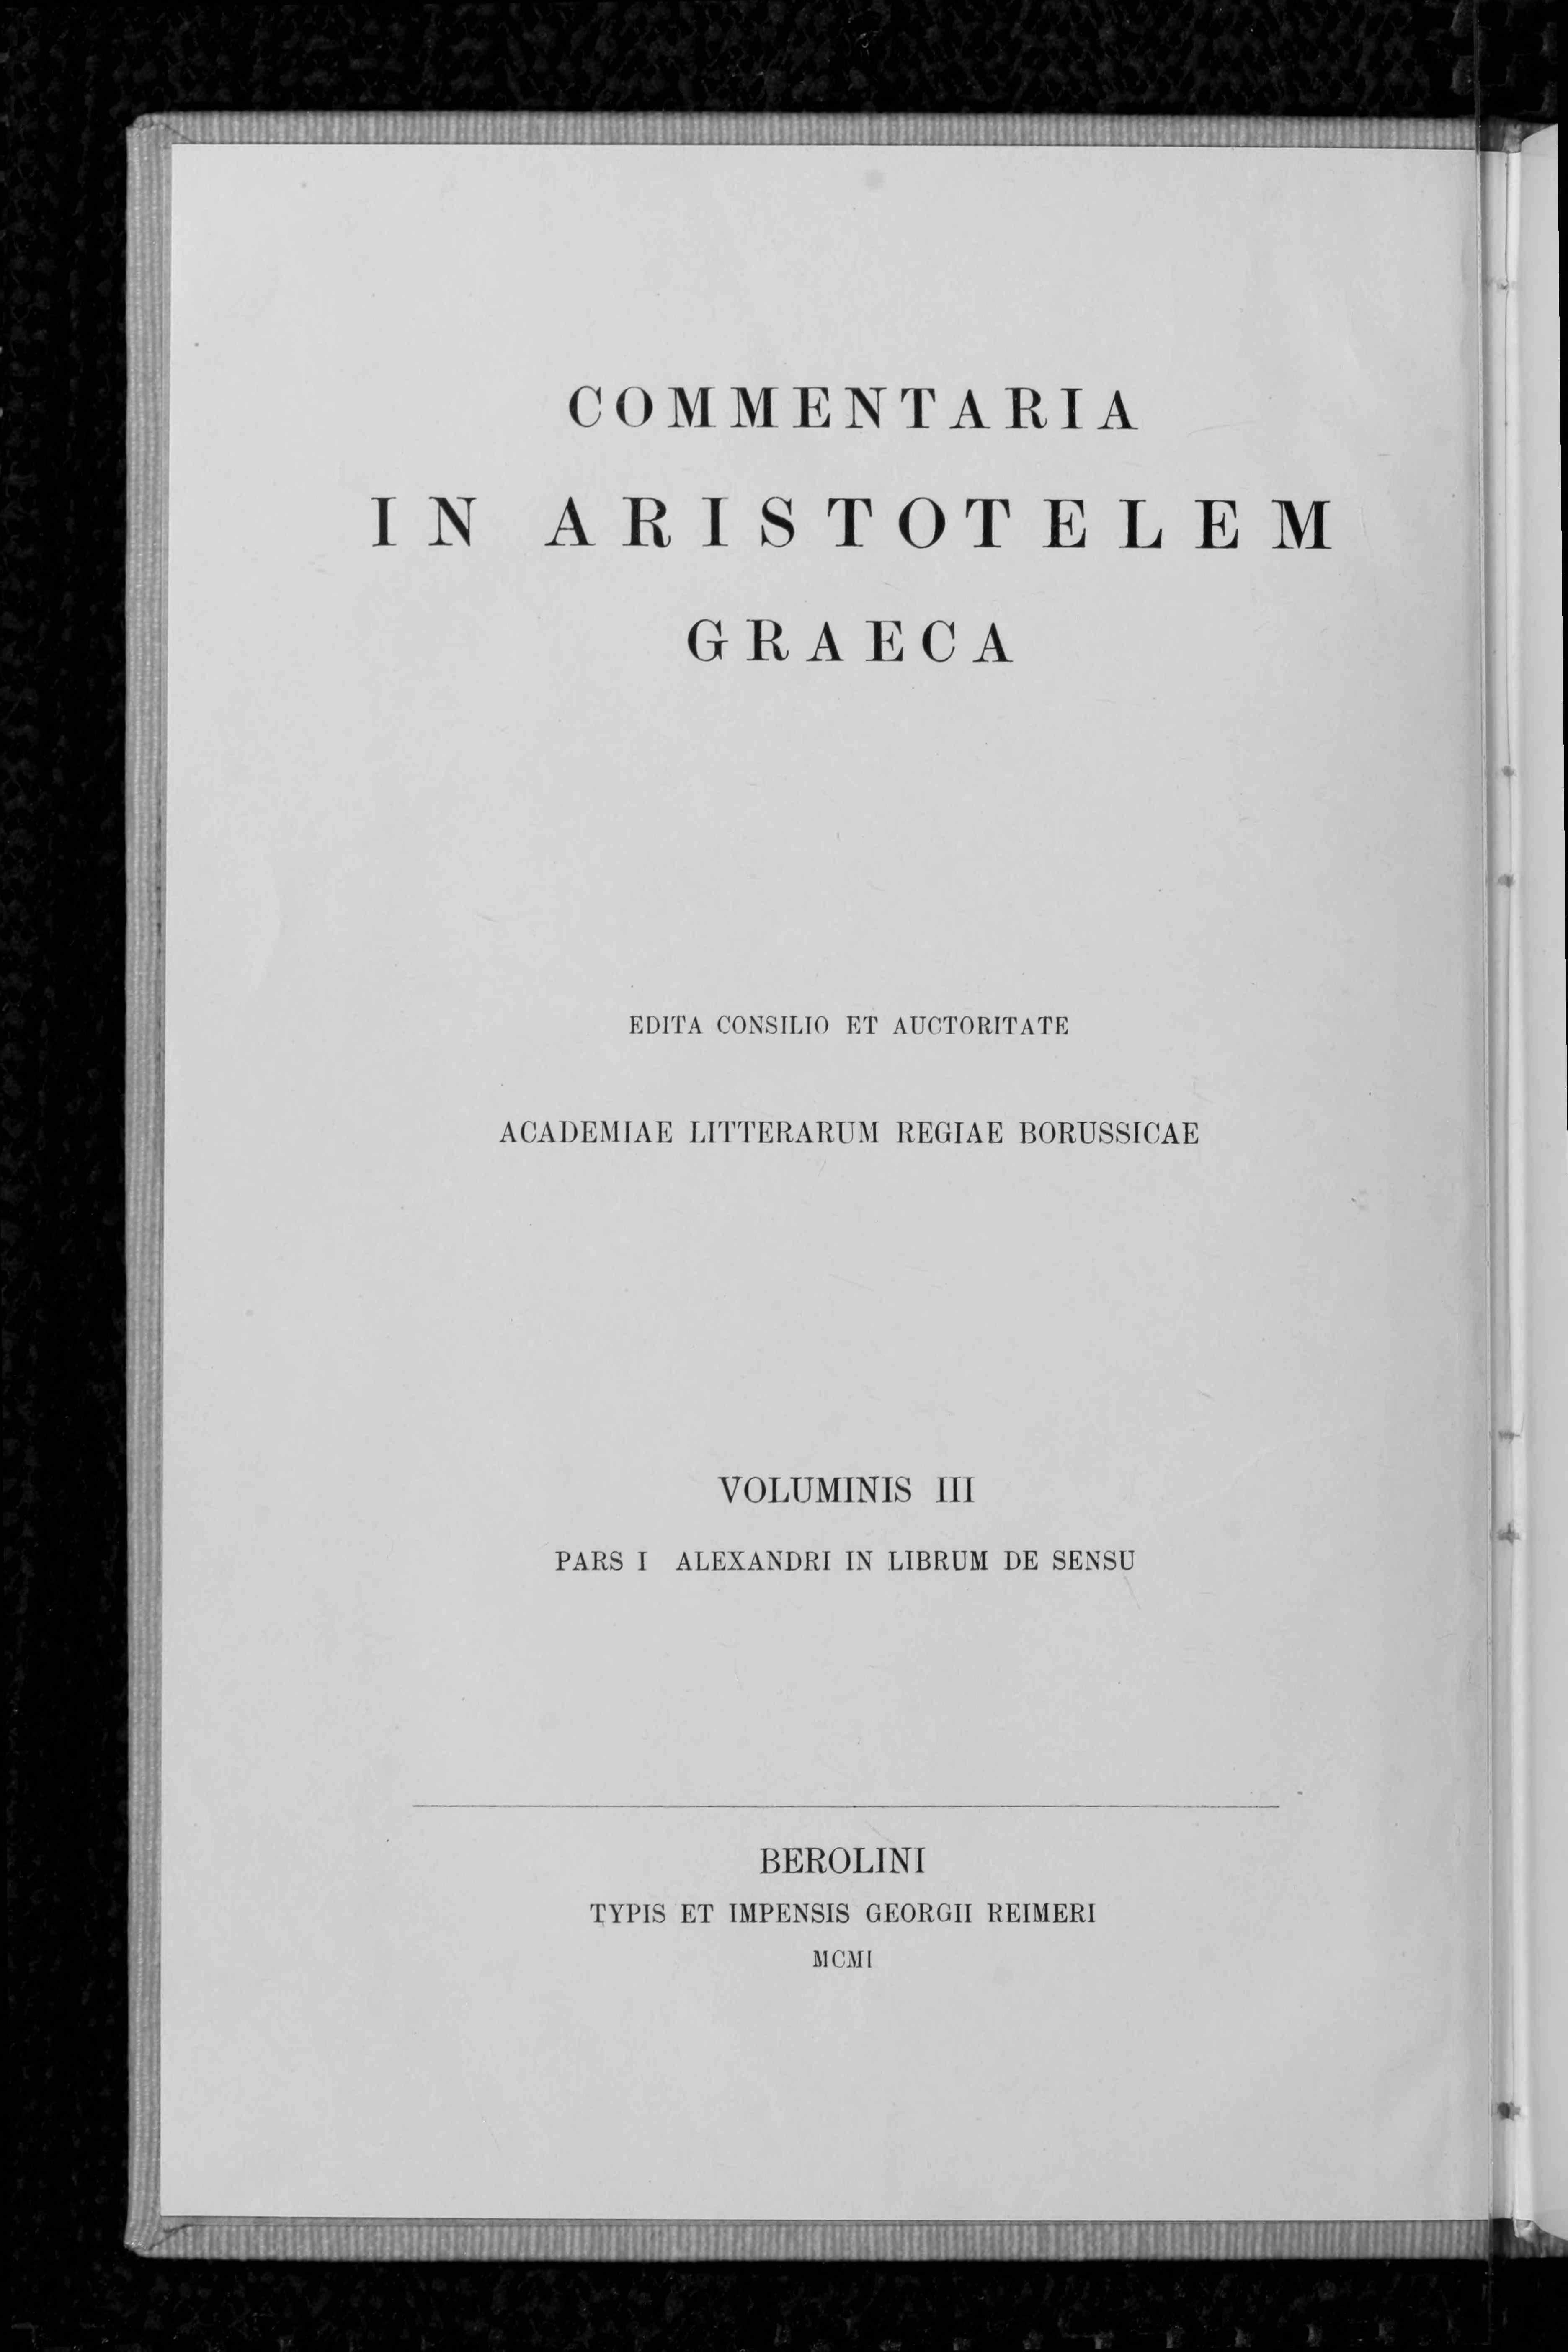 COMMENTARIA
IN ARISTOTELEM
GRAECA
EDITA CONSILIO ET AUCTORITATE
ACADEMIAE LITTERARUM REGIAE BORUSSICAE
VOLUMINIS III
PARS I ALEXANDRI IN LIBRUM DE SENSU
BEROLINI
TYPIS ET IMPENSIS GEORGII REIMERI
MCMI